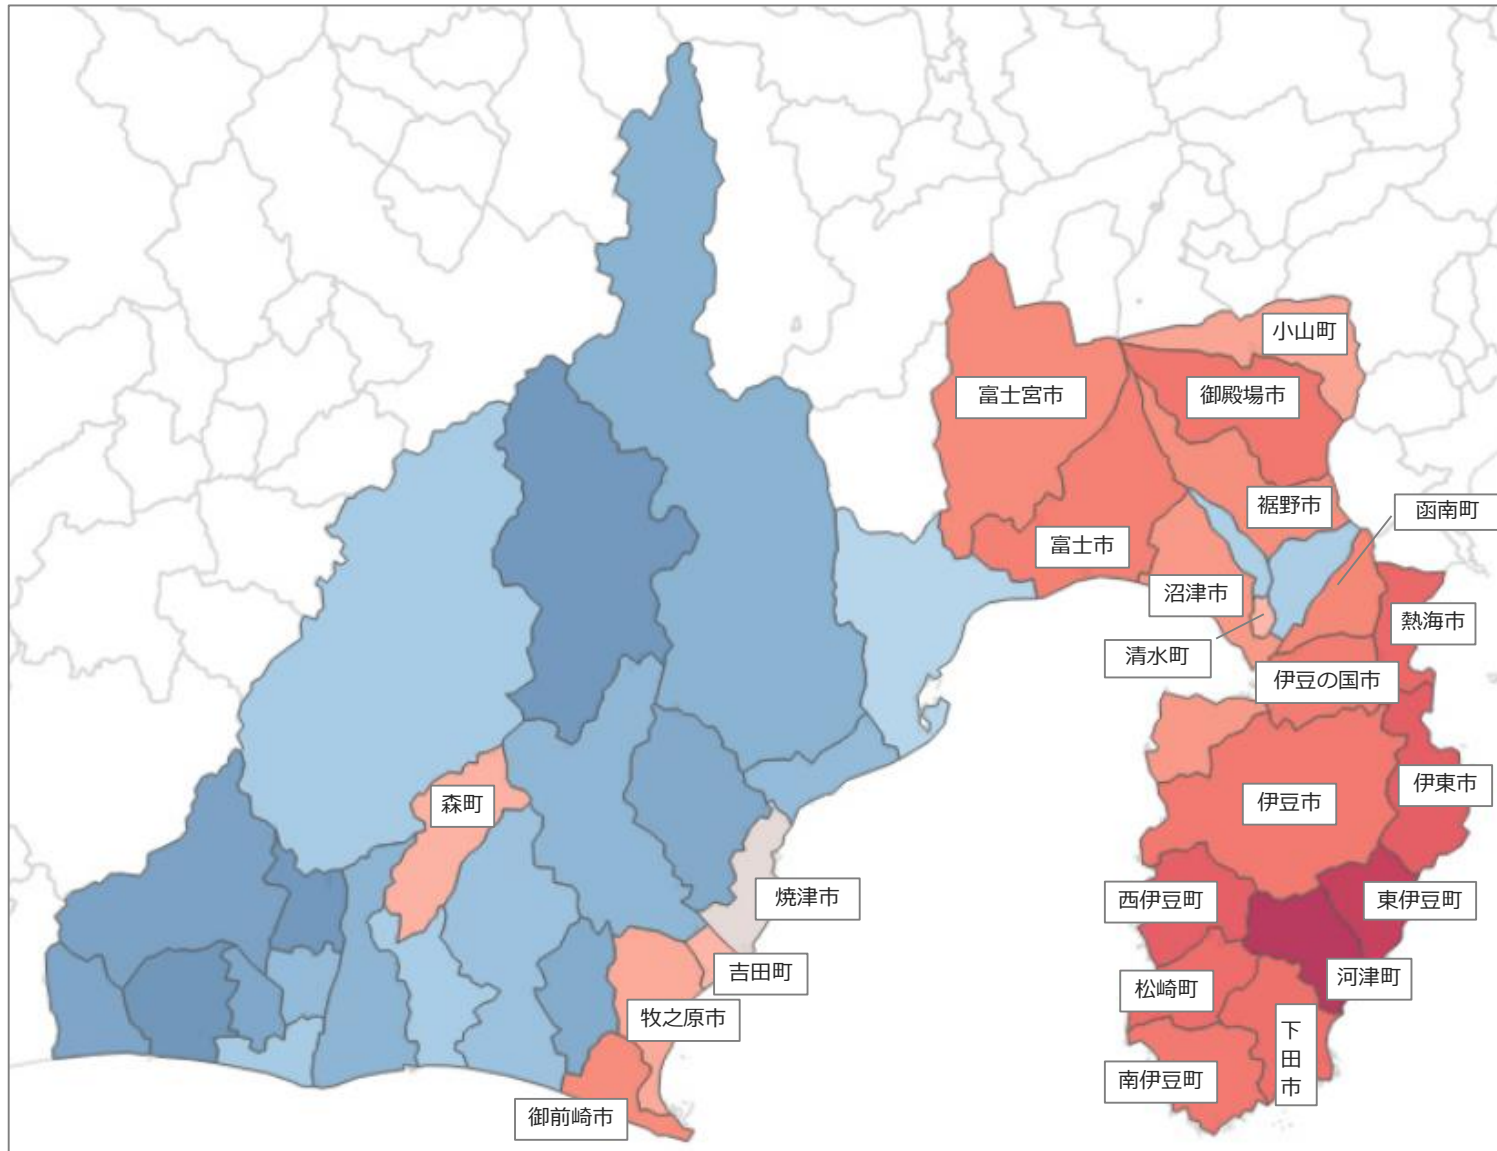 小山町
富士宮市
御殿場市
裾野市
函南町
富士市
沼津市
熱海市
清水町
伊豆の国市
伊東市
伊豆市
森町
焼津市
西伊豆町
東伊豆町
吉田町
河津町
松崎町
牧之原市
下
田
市
南伊豆町
御前崎市